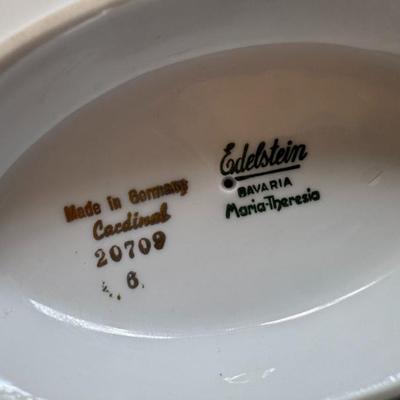 Edelstein
BAVARIA
Maria-Theresia
Made in Germany
Cardinal
20709
6